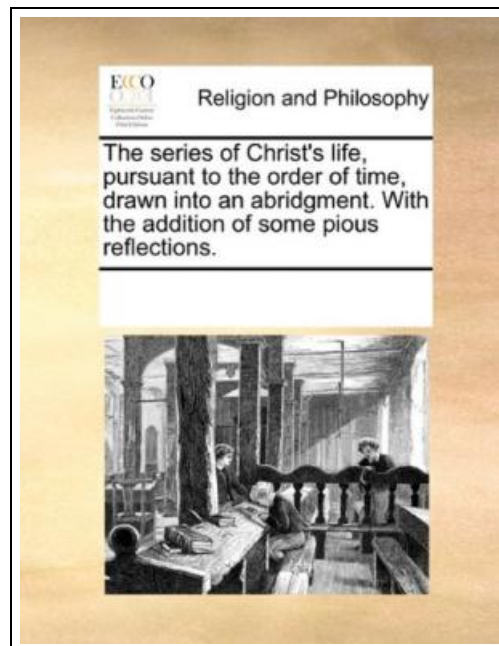 ECCO
Religion and Philosophy
The series of Christ's life,
pursuant to the order of time,
drawn into an abridgment. With
the addition of some pious
reflections.